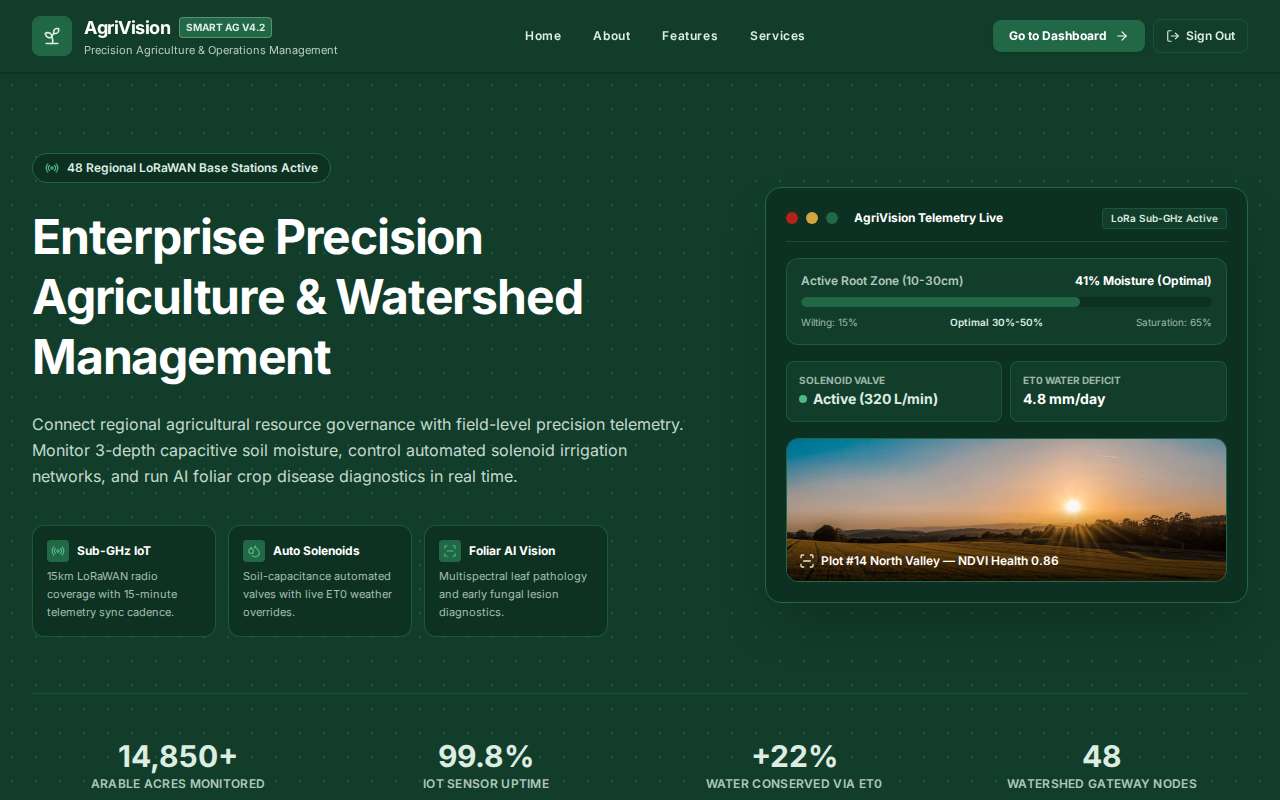 AgriVision
SMART AG V4.2
Precision Agriculture & Operations Management
Home
About
Features
Services
Go to Dashboard
Sign Out
48 Regional LoRaWAN Base Stations Active
Enterprise Precision
Agriculture & Watershed
Management
Connect regional agricultural resource governance with field-level precision telemetry.
Monitor 3-depth capacitive soil moisture, control automated solenoid irrigation
networks, and run AI foliar crop disease diagnostics in real time.
Sub-GHz IoT
15km LoRaWAN radio
coverage with 15-minute
telemetry sync cadence.
Auto Solenoids
Soil-capacitance automated
valves with live ET0 weather
overrides.
Foliar AI Vision
Multispectral leaf pathology
and early fungal lesion
diagnostics.
AgriVision Telemetry Live
LoRa Sub-GHz Active
Active Root Zone (10-30cm)
41% Moisture (Optimal)
Wilting: 15%
Optimal 30%-50%
Saturation: 65%
SOLENOID VALVE
Active (320 L/min)
ET0 WATER DEFICIT
4.8 mm/day
Plot #14 North Valley — NDVI Health 0.86
14,850+
ARABLE ACRES MONITORED
99.8%
IOT SENSOR UPTIME
+22%
WATER CONSERVED VIA ET0
48
WATERSHED GATEWAY NODES